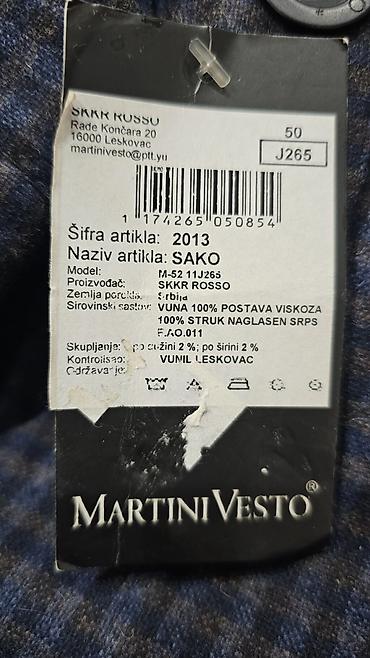 SKKR ROSSO
Rade Končara 20
16000 Leskovac
martinivesto@ptt.yu
50
J265
1 174265 050854
Šifra artikla: 2013
Naziv artikla: SAKO
Model: M-52 11J265
Proizvođač: SKKR ROSSO
Zemlja porekla: Srbija
Sirovinski sastav: VUNA 100% POSTAVA VISKOZA
100% STRUK NAGLASEN SRPS
F.AO.011
Skupljanje: po dužini 2 %; po širini 2 %
Kontrolisao: VUNIL LESKOVAC
Održavanje:
MARTINI VESTO®